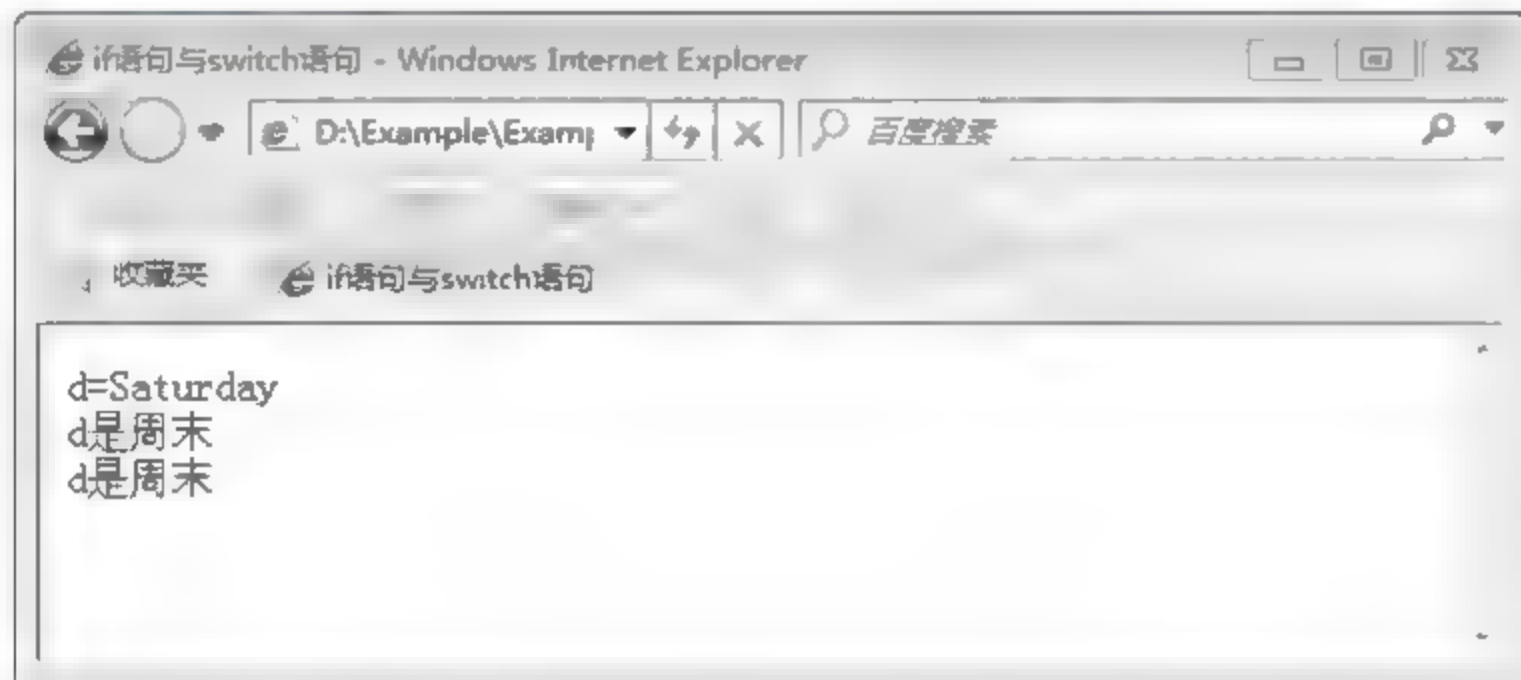 if语句与switch语句 - Windows Internet Explorer
D:\Example\Examp
百度搜索
收藏夹
if语句与switch语句
d=Saturday
d是周末
d是周末